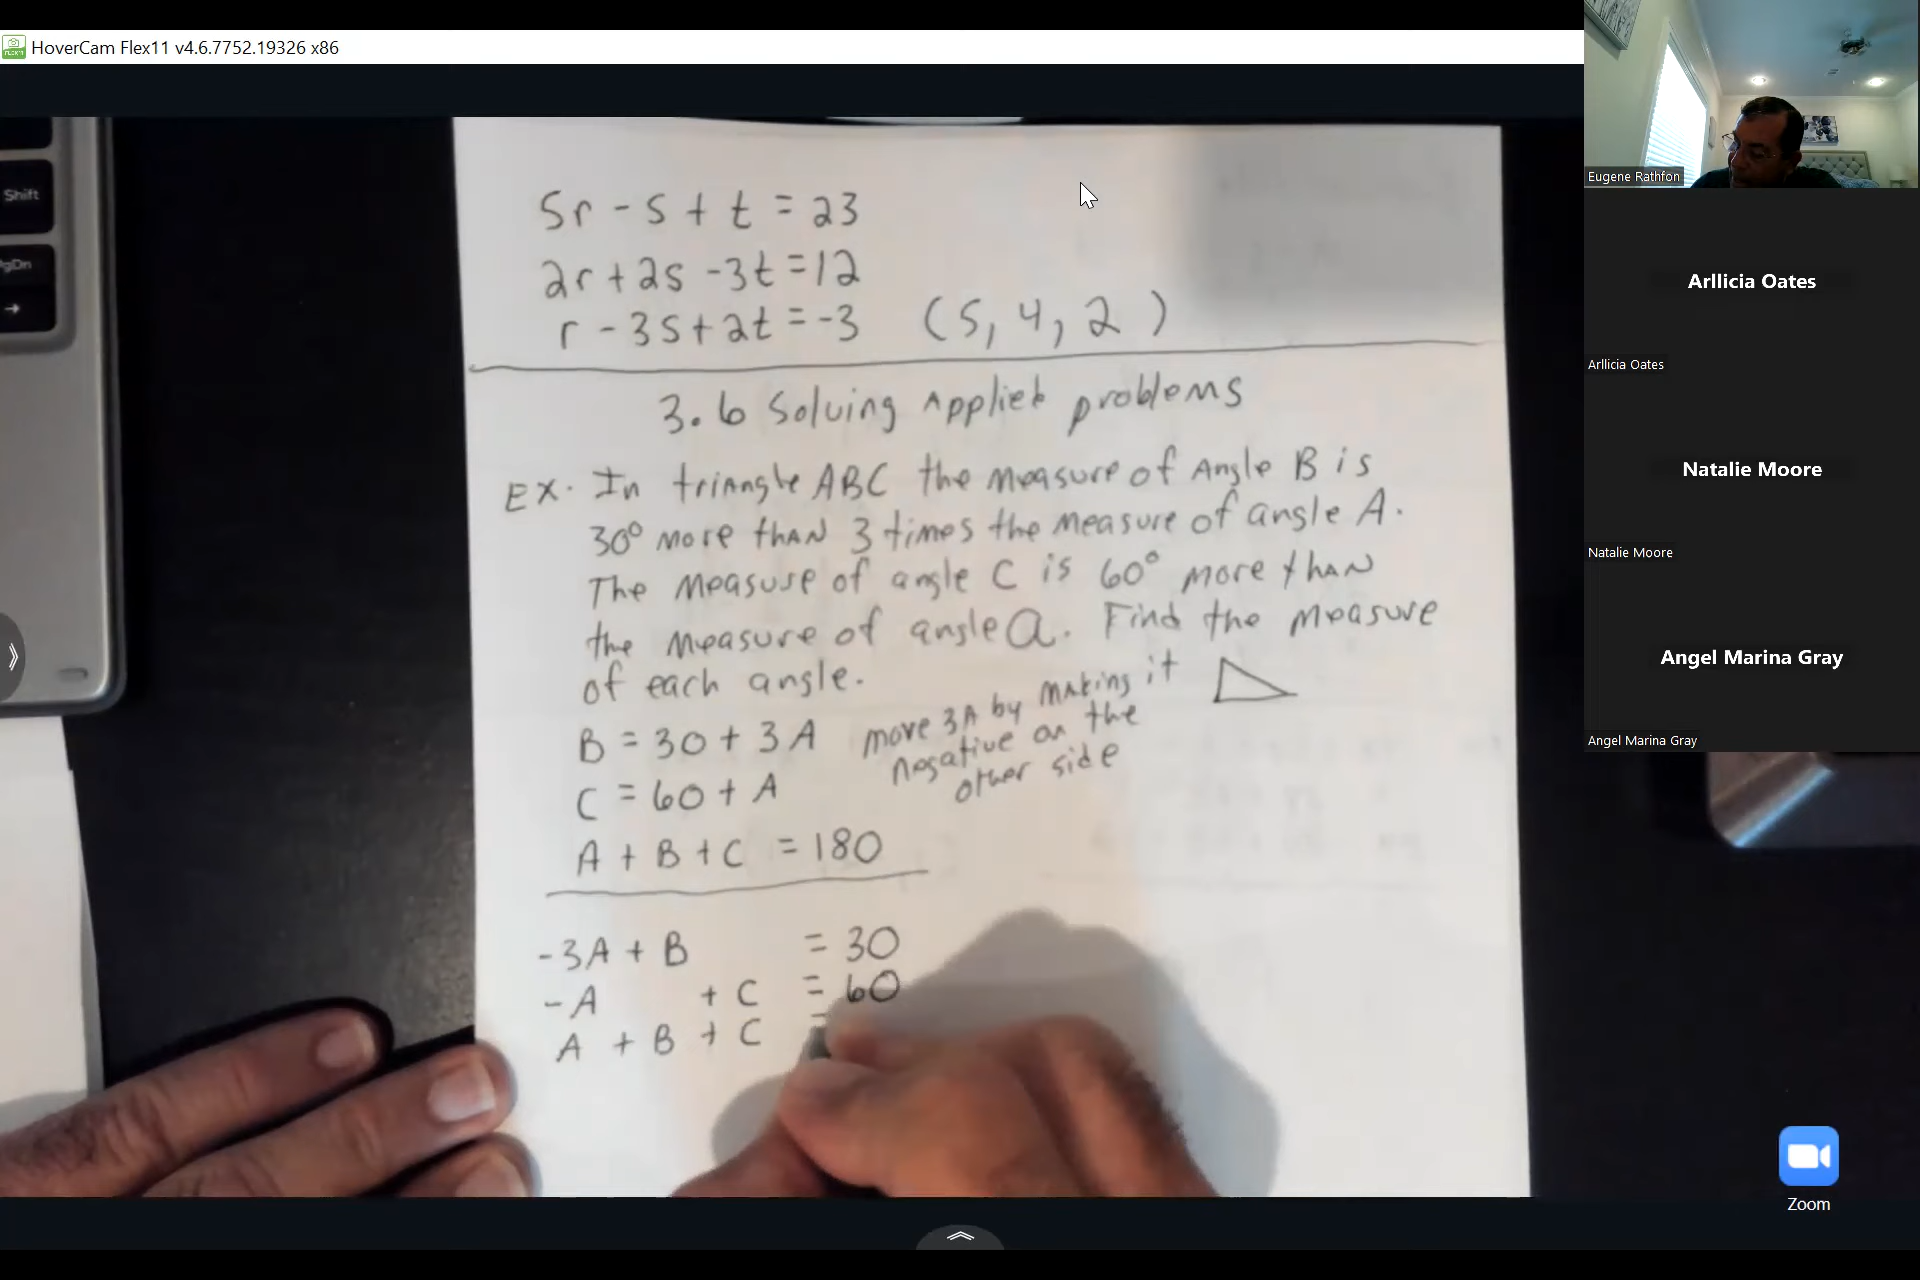 HoverCam Flex11 v4.6.7752.19326 x86
Shift
gDn
5r - s + t = 23
2r + 2s - 3t = 12
r - 3s + 2t = -3 (5, 4, 2)
3.6 Solving Applied problems
EX. In triangle ABC the measure of Angle B is
30° more than 3 times the measure of angle A.
The measure of angle C is 60° more than
the measure of angle a. Find the measure
of each angle.
B = 30 + 3A
move 3A by making it
negative on the
other side
C = 60 + A
A + B + C = 180
-3A + B = 30
-A + C = 60
A + B + C =
Eugene Rathfon
Arllicia Oates
Arllicia Oates
Natalie Moore
Natalie Moore
Angel Marina Gray
Angel Marina Gray
Zoom